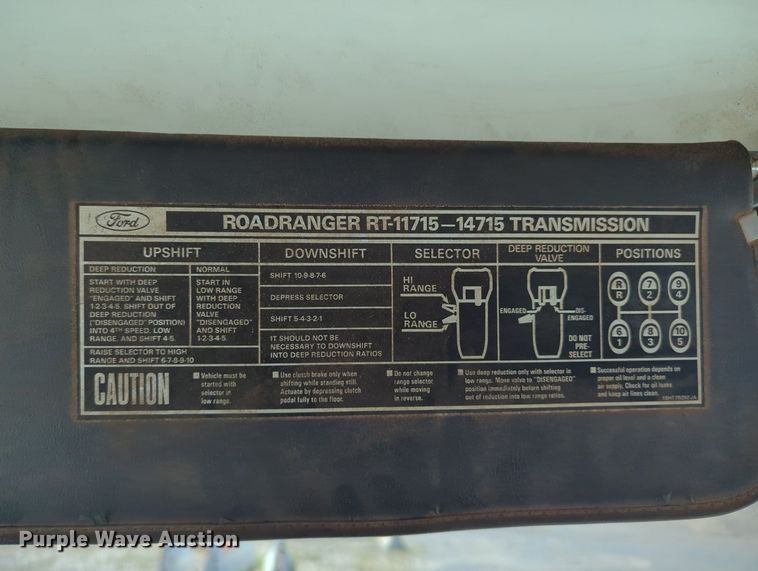 Ford
ROADRANGER RT-11715—14715 TRANSMISSION
UPSHIFT
DEEP REDUCTION
START WITH DEEP
REDUCTION VALVE
"ENGAGED" AND SHIFT
1-2-3-4-5. SHIFT OUT OF
DEEP REDUCTION
("DISENGAGED" POSITION)
INTO 4TH SPEED, LOW
RANGE, AND SHIFT 4-5.
NORMAL
START IN
LOW RANGE
WITH DEEP
REDUCTION
VALVE
"DISENGAGED"
AND SHIFT
1-2-3-4-5.
RAISE SELECTOR TO HIGH
RANGE AND SHIFT 6-7-8-9-10
DOWNSHIFT
SHIFT 10-9-8-7-6
DEPRESS SELECTOR
SHIFT 5-4-3-2-1
IT SHOULD NOT BE
NECESSARY TO DOWNSHIFT
INTO DEEP REDUCTION RATIOS
SELECTOR
HI
RANGE
LO
RANGE
DEEP REDUCTION
VALVE
ENGAGED
DIS-
ENGAGED
DO NOT
PRE-
SELECT
POSITIONS
R 7 9
R 2 4
6 8 10
1 3 5
CAUTION
■ Vehicle must be
started with
selector in
low range.
■ Use clutch brake only when
shifting while standing still.
Actuate by depressing clutch
pedal fully to the floor.
■ Do not change
range selector
while moving
in reverse.
■ Use deep reduction only with selector in
low range. Move valve to "DISENGAGED"
position immediately before shifting
out of reduction into low range ratios.
■ Successful operation depends on
proper oil level and a clean
air supply. Check for oil leaks
and keep air lines clean.
Purple Wave Auction